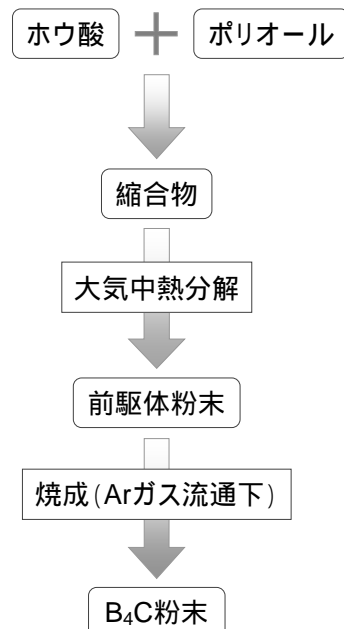 ホウ酸 + ポリオール
縮合物
大気中熱分解
前駆体粉末
焼成(Arガス流通下)
B₄C粉末